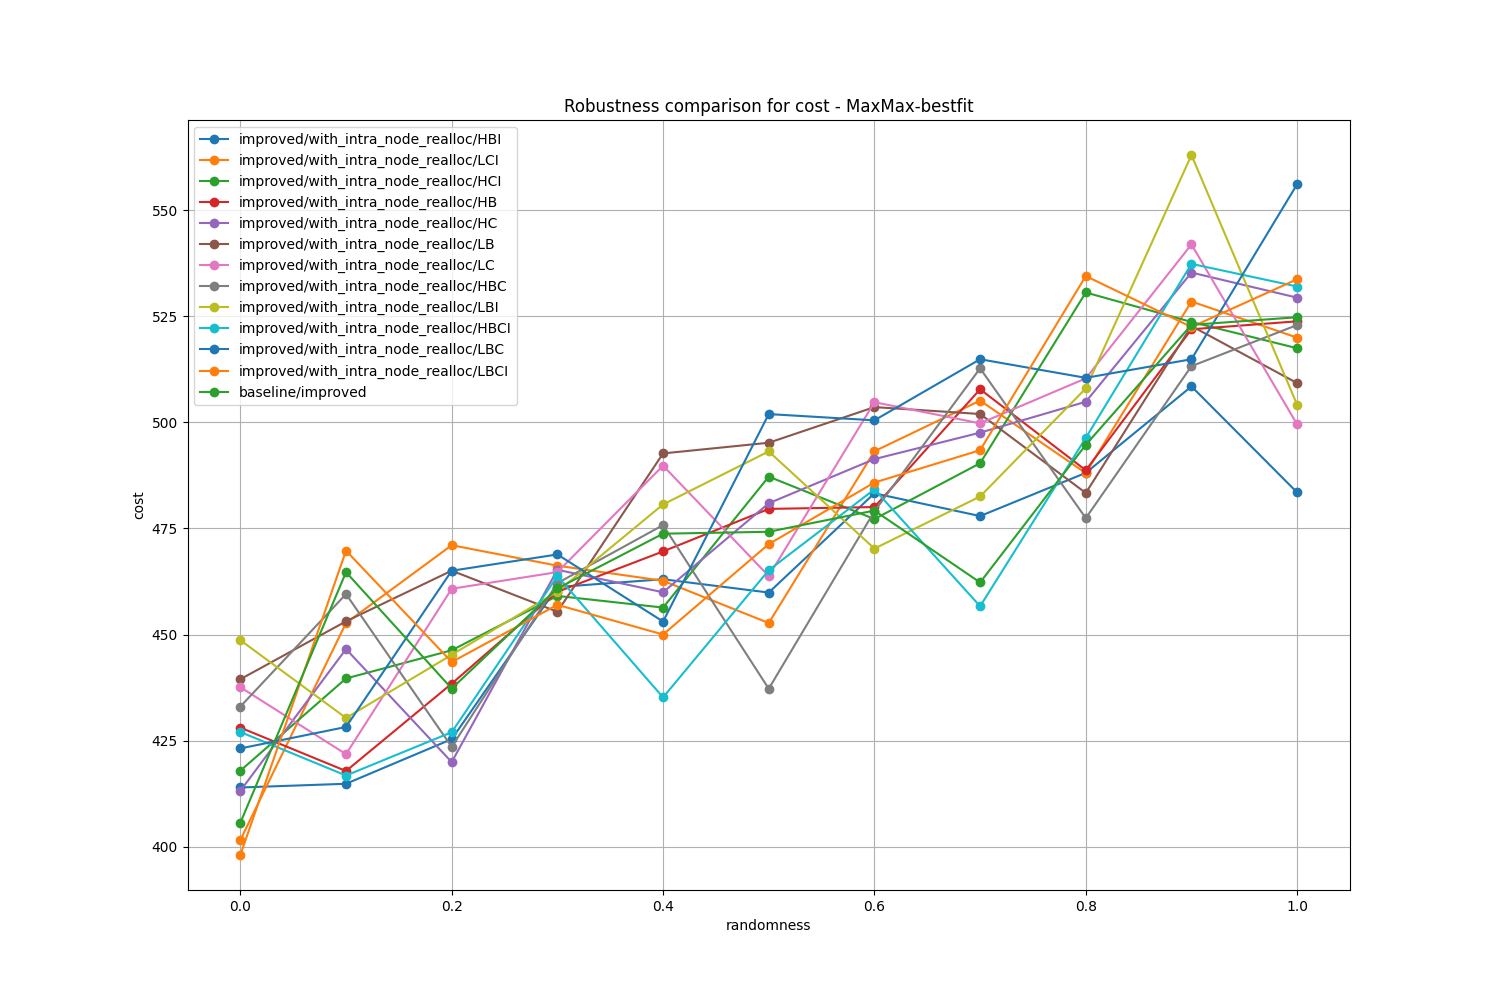 Robustness comparison for cost - MaxMax-bestfit
improved/with_intra_node_realloc/HBI
improved/with_intra_node_realloc/LCI
improved/with_intra_node_realloc/HCI
improved/with_intra_node_realloc/HB
improved/with_intra_node_realloc/HC
improved/with_intra_node_realloc/LB
improved/with_intra_node_realloc/LC
improved/with_intra_node_realloc/HBC
improved/with_intra_node_realloc/LBI
improved/with_intra_node_realloc/HBCI
improved/with_intra_node_realloc/LBC
improved/with_intra_node_realloc/LBCI
baseline/improved
550
525
500
475
450
425
400
cost
0.0 0.2 0.4 0.6 0.8 1.0
randomness